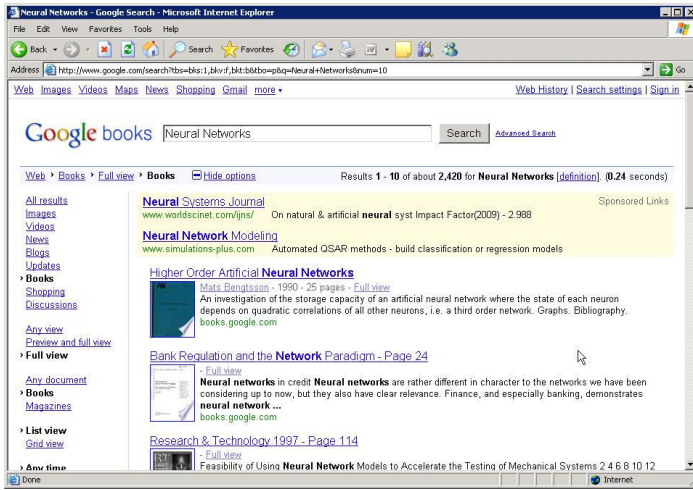 Neural Networks - Google Search - Microsoft Internet Explorer
File Edit View Favorites Tools Help
Back Search Favorites
Address http://www.google.com/search?tbs=bks:1,bkv:f,bkt:b&tbo=p&q=Neural+Networks&num=10 Go
Web Images Videos Maps News Shopping Gmail more Web History | Search settings | Sign in
Google books Neural Networks Search Advanced Search
Web › Books › Full view › Books Hide options Results 1 - 10 of about 2,420 for Neural Networks [definition]. (0.24 seconds)
All results
Images
Videos
News
Blogs
Updates
› Books
Shopping
Discussions
Any view
Preview and full view
› Full view
Any document
› Books
Magazines
› List view
Grid view
› Any time
Neural Systems Journal Sponsored Links
www.worldscinet.com/ijns/ On natural & artificial neural syst Impact Factor(2009) - 2.988
Neural Network Modeling
www.simulations-plus.com Automated QSAR methods - build classification or regression models
Higher Order Artificial Neural Networks
Mats Bengtsson - 1990 - 25 pages - Full view
An investigation of the storage capacity of an artificial neural network where the state of each neuron
depends on quadratic correlations of all other neurons, i.e. a third order network. Graphs. Bibliography.
books.google.com
Bank Regulation and the Network Paradigm - Page 24
- Full view
Neural networks in credit Neural networks are rather different in character to the networks we have been
considering up to now, but they also have clear relevance. Finance, and especially banking, demonstrates
neural network ...
books.google.com
Research & Technology 1997 - Page 114
- Full view
Feasibility of Using Neural Network Models to Accelerate the Testing of Mechanical Systems 2 4 6 8 10 12
Done Internet